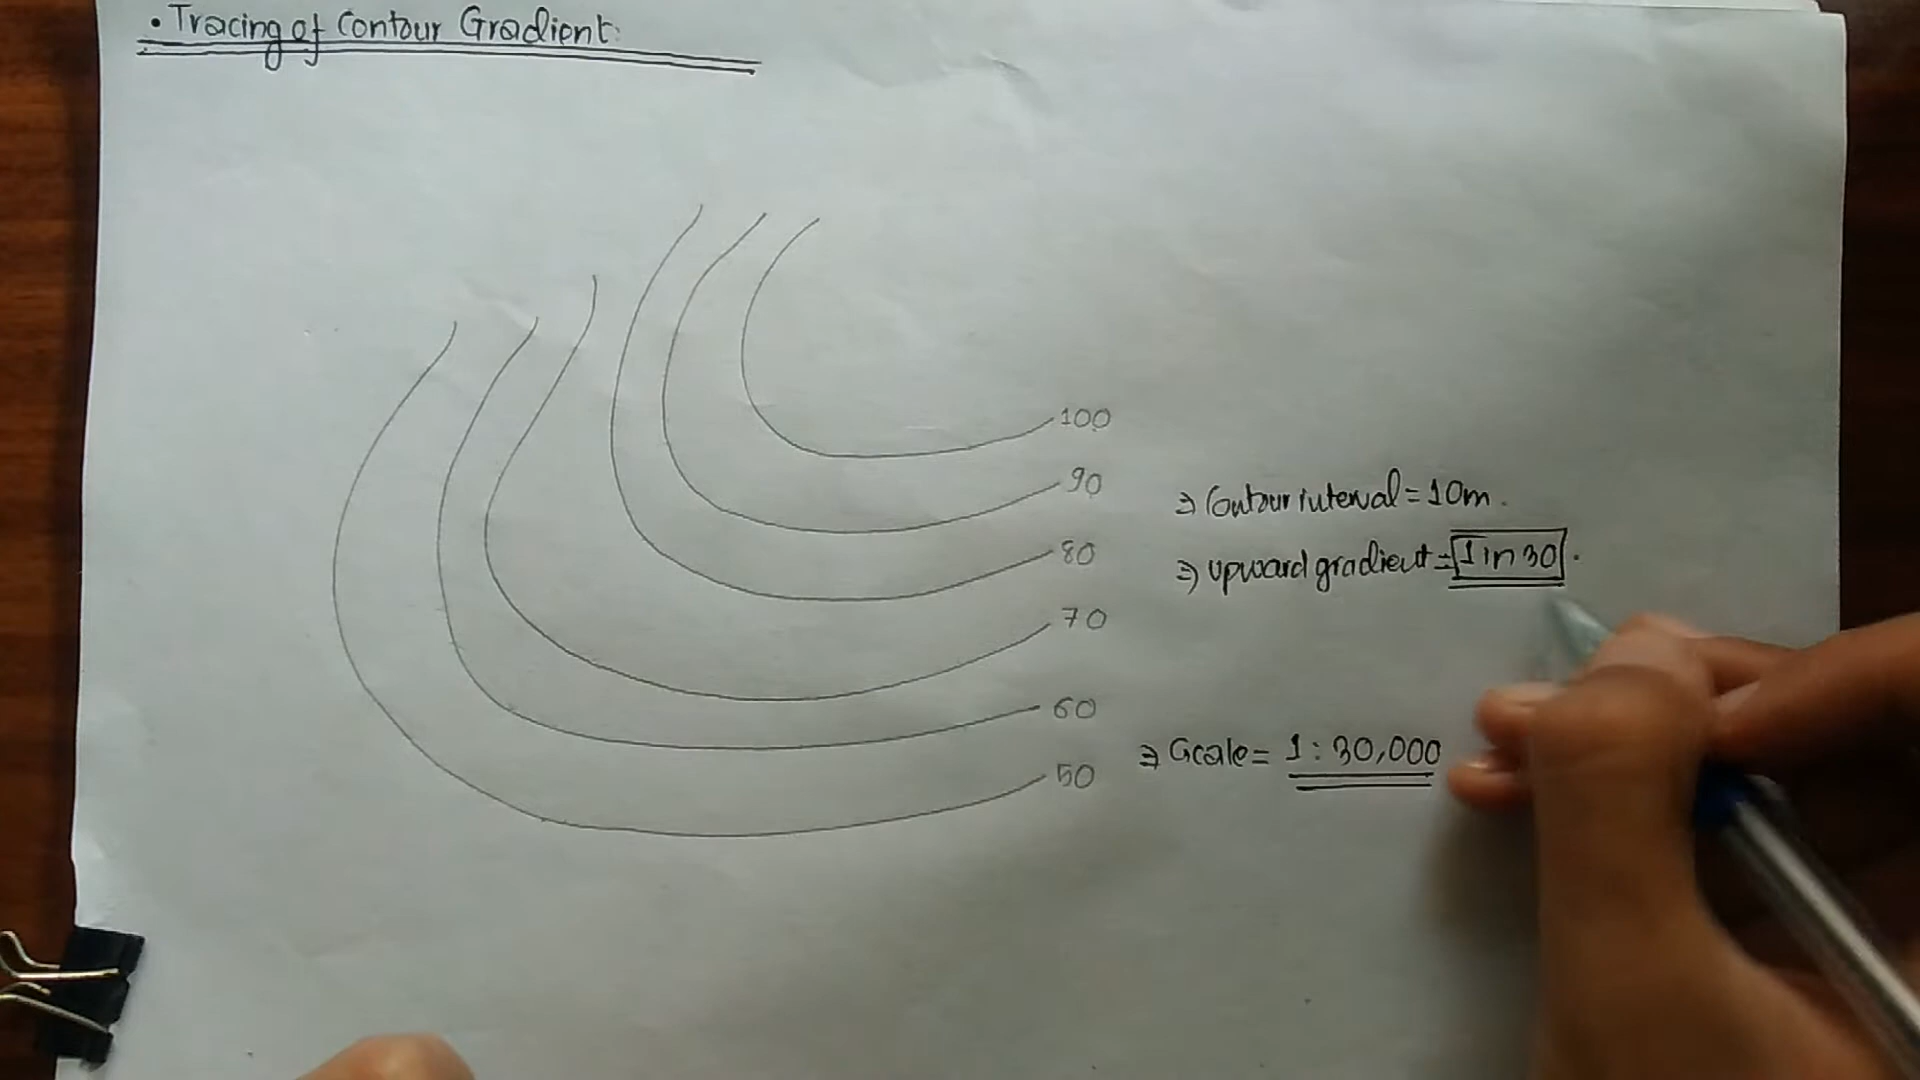 • Tracing of Contour Gradient:
100
90
⇒ Contour interval = 10m.
80
⇒ upward gradient = 1 in 30.
70
60
⇒ Scale = 1:30,000
50